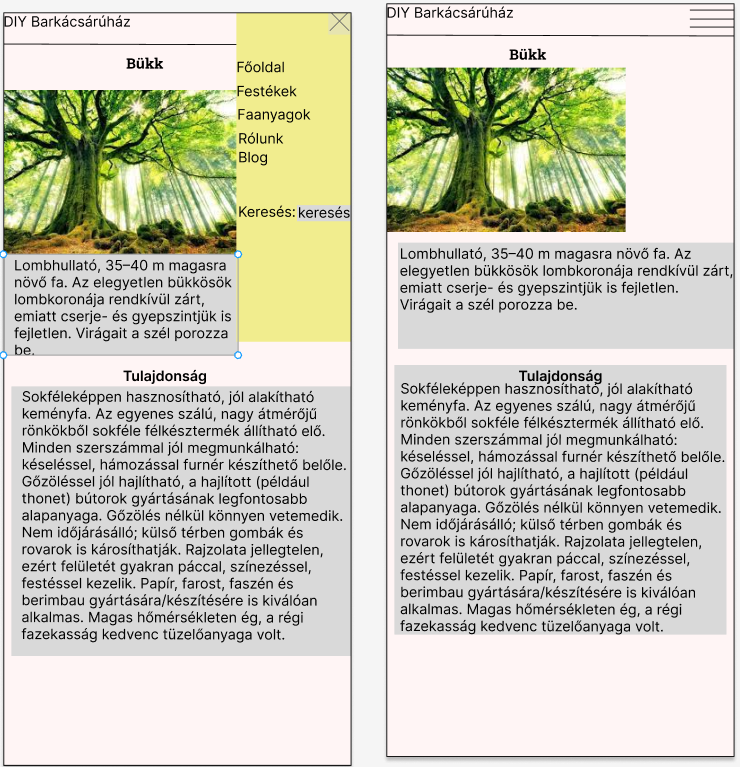 DIY Barkácsárúház
Bükk
Főoldal
Festékek
Faanyagok
Rólunk
Blog
Keresés: keresés
Lombhullató, 35–40 m magasra
növő fa. Az elegyetlen bükkösök
lombkoronája rendkívül zárt,
emiatt cserje- és gyepszintjük is
fejletlen. Virágait a szél porozza
be.
Tulajdonság
Sokféleképpen hasznosítható, jól alakítható
keményfa. Az egyenes szálú, nagy átmérőjű
rönkökből sokféle félkésztermék állítható elő.
Minden szerszámmal jól megmunkálható:
késeléssel, hámozással furnér készíthető belőle.
Gőzöléssel jól hajlítható, a hajlított (például
thonet) bútorok gyártásának legfontosabb
alapanyaga. Gőzölés nélkül könnyen vetemedik.
Nem időjárásálló; külső térben gombák és
rovarok is károsíthatják. Rajzolata jellegtelen,
ezért felületét gyakran páccal, színezéssel,
festéssel kezelik. Papír, farost, faszén és
berimbau gyártására/készítésére is kiválóan
alkalmas. Magas hőmérsékleten ég, a régi
fazekasság kedvenc tüzelőanyaga volt.
DIY Barkácsárúház
Bükk
Lombhullató, 35–40 m magasra növő fa. Az
elegyetlen bükkösök lombkoronája rendkívül zárt,
emiatt cserje- és gyepszintjük is fejletlen.
Virágait a szél porozza be.
Tulajdonság
Sokféleképpen hasznosítható, jól alakítható
keményfa. Az egyenes szálú, nagy átmérőjű
rönkökből sokféle félkésztermék állítható elő.
Minden szerszámmal jól megmunkálható:
késeléssel, hámozással furnér készíthető belőle.
Gőzöléssel jól hajlítható, a hajlított (például
thonet) bútorok gyártásának legfontosabb
alapanyaga. Gőzölés nélkül könnyen vetemedik.
Nem időjárásálló; külső térben gombák és
rovarok is károsíthatják. Rajzolata jellegtelen,
ezért felületét gyakran páccal, színezéssel,
festéssel kezelik. Papír, farost, faszén és
berimbau gyártására/készítésére is kiválóan
alkalmas. Magas hőmérsékleten ég, a régi
fazekasság kedvenc tüzelőanyaga volt.